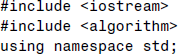 #include <iostream>
#include <algorithm>
using namespace std;